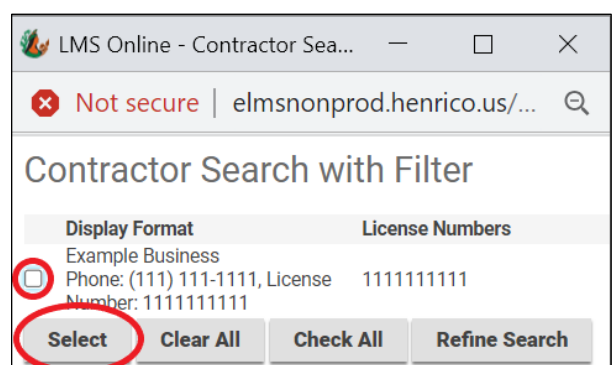 LMS Online - Contractor Sea...
Not secure | elmsnonprod.henrico.us/...
Contractor Search with Filter
Display Format License Numbers
Example Business
Phone: (111) 111-1111, License 1111111111
Number: 1111111111
Select Clear All Check All Refine Search